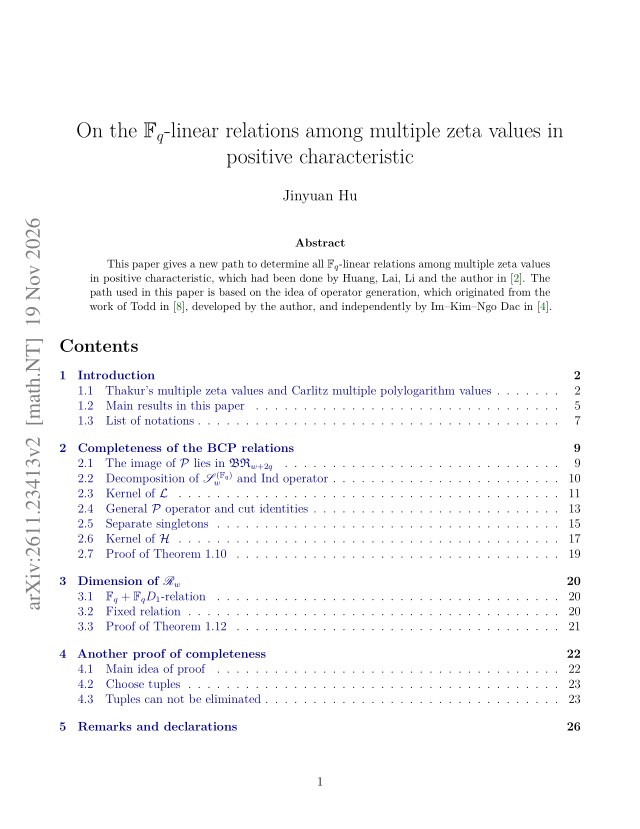 On the 𝔽_q-linear relations among multiple zeta values in
positive characteristic
Jinyuan Hu
Abstract
This paper gives a new path to determine all 𝔽_q-linear relations among multiple zeta values
in positive characteristic, which had been done by Huang, Lai, Li and the author in [2]. The
path used in this paper is based on the idea of operator generation, which originated from the
work of Todd in [8], developed by the author, and independently by Im–Kim–Ngo Dac in [4].
Contents
1 Introduction 2
1.1 Thakur's multiple zeta values and Carlitz multiple polylogarithm values . . . . . . . 2
1.2 Main results in this paper . . . . . . . . . . . . . . . . . . . . . . . . . . . . . . . 5
1.3 List of notations . . . . . . . . . . . . . . . . . . . . . . . . . . . . . . . . . . . . 7
2 Completeness of the BCP relations 9
2.1 The image of 𝒫 lies in 𝔅ℜ_{w+2q} . . . . . . . . . . . . . . . . . . . . . . . . . . . . 9
2.2 Decomposition of 𝒮_w^{(𝔽_q)} and Ind operator . . . . . . . . . . . . . . . . . . . . . . . 10
2.3 Kernel of ℒ . . . . . . . . . . . . . . . . . . . . . . . . . . . . . . . . . . . . . . . 11
2.4 General 𝒫 operator and cut identities . . . . . . . . . . . . . . . . . . . . . . . . . 13
2.5 Separate singletons . . . . . . . . . . . . . . . . . . . . . . . . . . . . . . . . . . . 15
2.6 Kernel of ℋ . . . . . . . . . . . . . . . . . . . . . . . . . . . . . . . . . . . . . . . 17
2.7 Proof of Theorem 1.10 . . . . . . . . . . . . . . . . . . . . . . . . . . . . . . . . . 19
3 Dimension of ℛ_w 20
3.1 𝔽_q + 𝔽_qD_1-relation . . . . . . . . . . . . . . . . . . . . . . . . . . . . . . . . . . . 20
3.2 Fixed relation . . . . . . . . . . . . . . . . . . . . . . . . . . . . . . . . . . . . . . 20
3.3 Proof of Theorem 1.12 . . . . . . . . . . . . . . . . . . . . . . . . . . . . . . . . . 21
4 Another proof of completeness 22
4.1 Main idea of proof . . . . . . . . . . . . . . . . . . . . . . . . . . . . . . . . . . . 22
4.2 Choose tuples . . . . . . . . . . . . . . . . . . . . . . . . . . . . . . . . . . . . . . 23
4.3 Tuples can not be eliminated . . . . . . . . . . . . . . . . . . . . . . . . . . . . . . 23
5 Remarks and declarations 26
1
arXiv:2611.23413v2 [math.NT] 19 Nov 2026